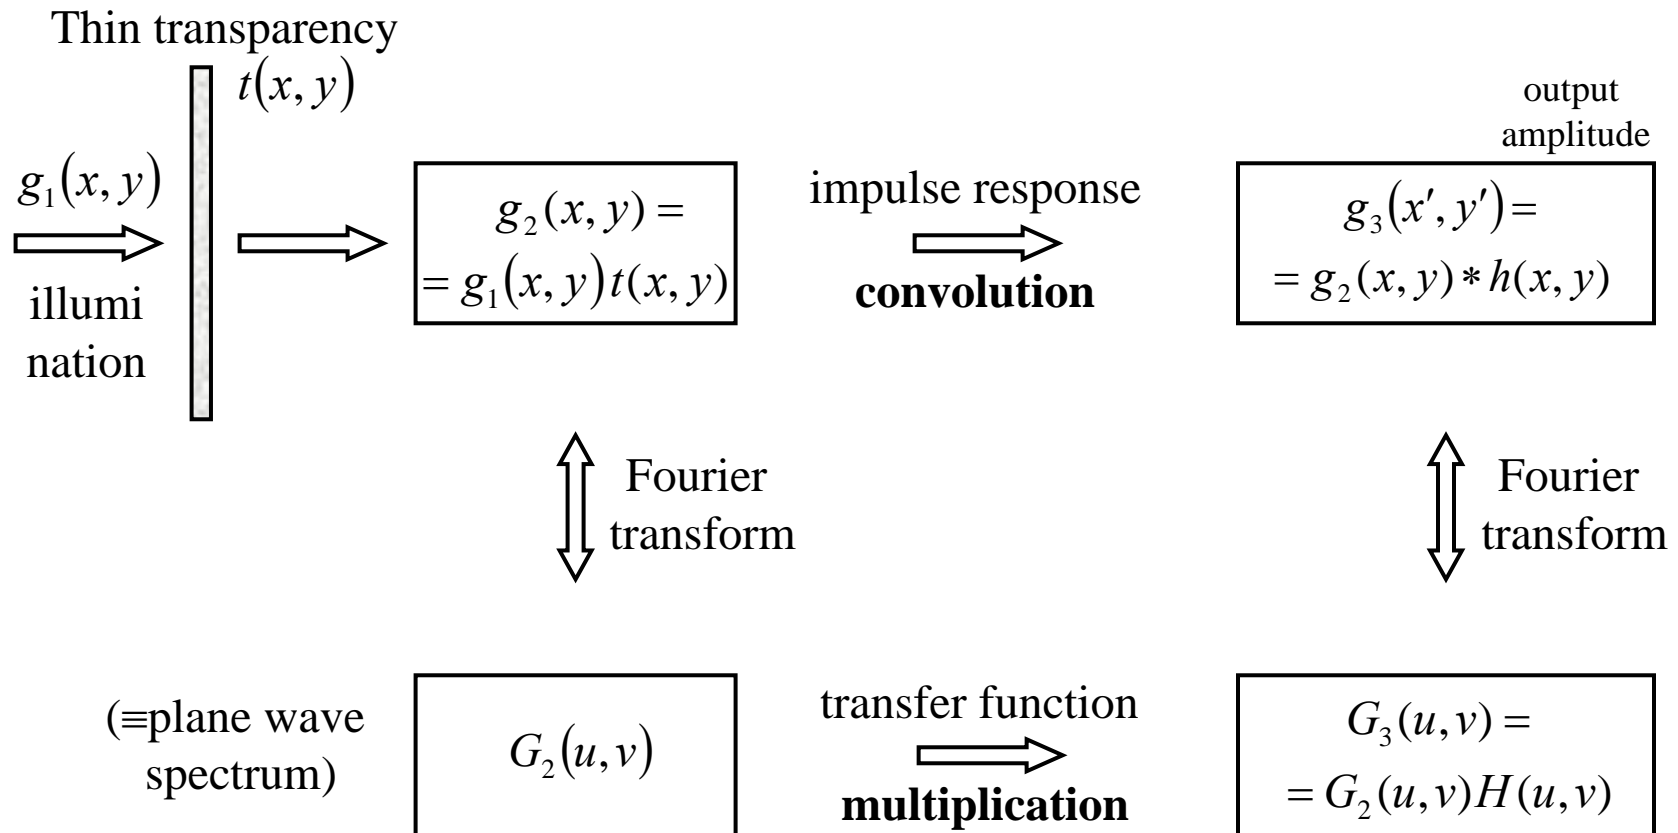 Thin transparency
t(x, y)
g₁(x, y)
illumi
nation
g₂(x, y) =
= g₁(x, y)t(x, y)
impulse response
convolution
output
amplitude
g₃(x′, y′) =
= g₂(x, y) * h(x, y)
Fourier
transform
Fourier
transform
(≡plane wave
spectrum)
G₂(u, v)
transfer function
multiplication
G₃(u, v) =
= G₂(u, v)H(u, v)